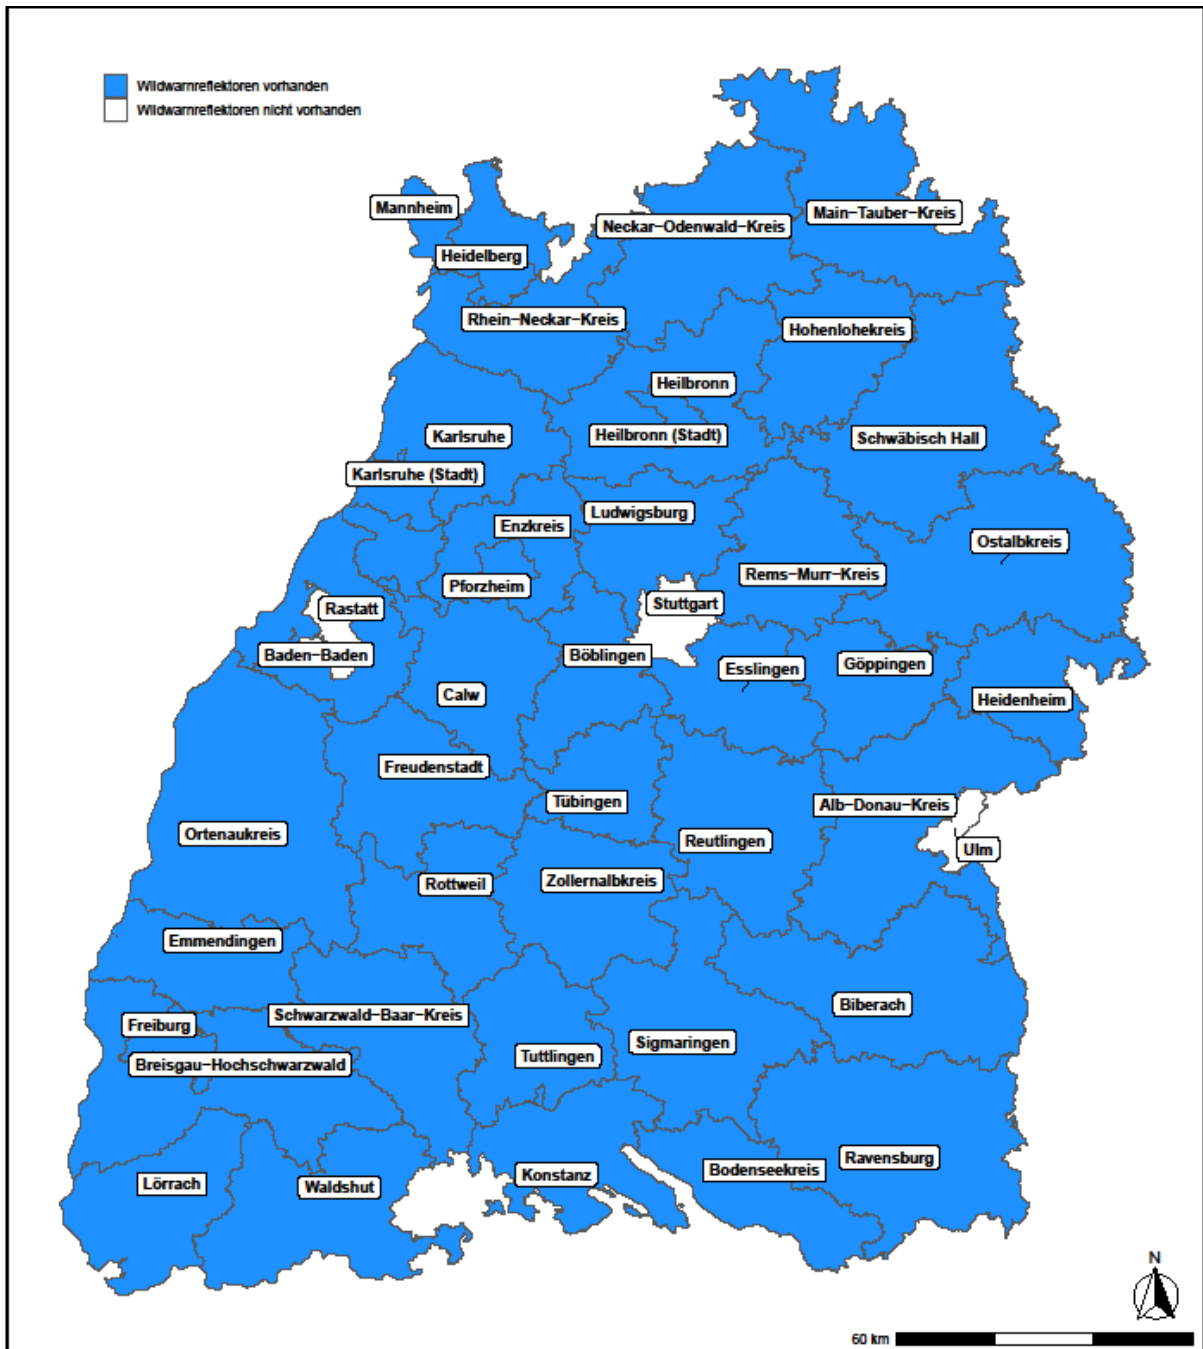 Wildwarnreflektoren vorhanden
Wildwarnreflektoren nicht vorhanden
Mannheim
Main-Tauber-Kreis
Neckar-Odenwald-Kreis
Heidelberg
Rhein-Neckar-Kreis
Hohenlohekreis
Heilbronn
Karlsruhe
Heilbronn (Stadt)
Schwäbisch Hall
Karlsruhe (Stadt)
Ludwigsburg
Enzkreis
Ostalbkreis
Rems-Murr-Kreis
Pforzheim
Stuttgart
Rastatt
Baden-Baden
Böblingen
Esslingen
Göppingen
Calw
Heidenheim
Freudenstadt
Tübingen
Alb-Donau-Kreis
Ortenaukreis
Reutlingen
Ulm
Rottweil
Zollernalbkreis
Emmendingen
Biberach
Schwarzwald-Baar-Kreis
Freiburg
Sigmaringen
Tuttlingen
Breisgau-Hochschwarzwald
Ravensburg
Bodenseekreis
Konstanz
Lörrach
Waldshut
N
60 km